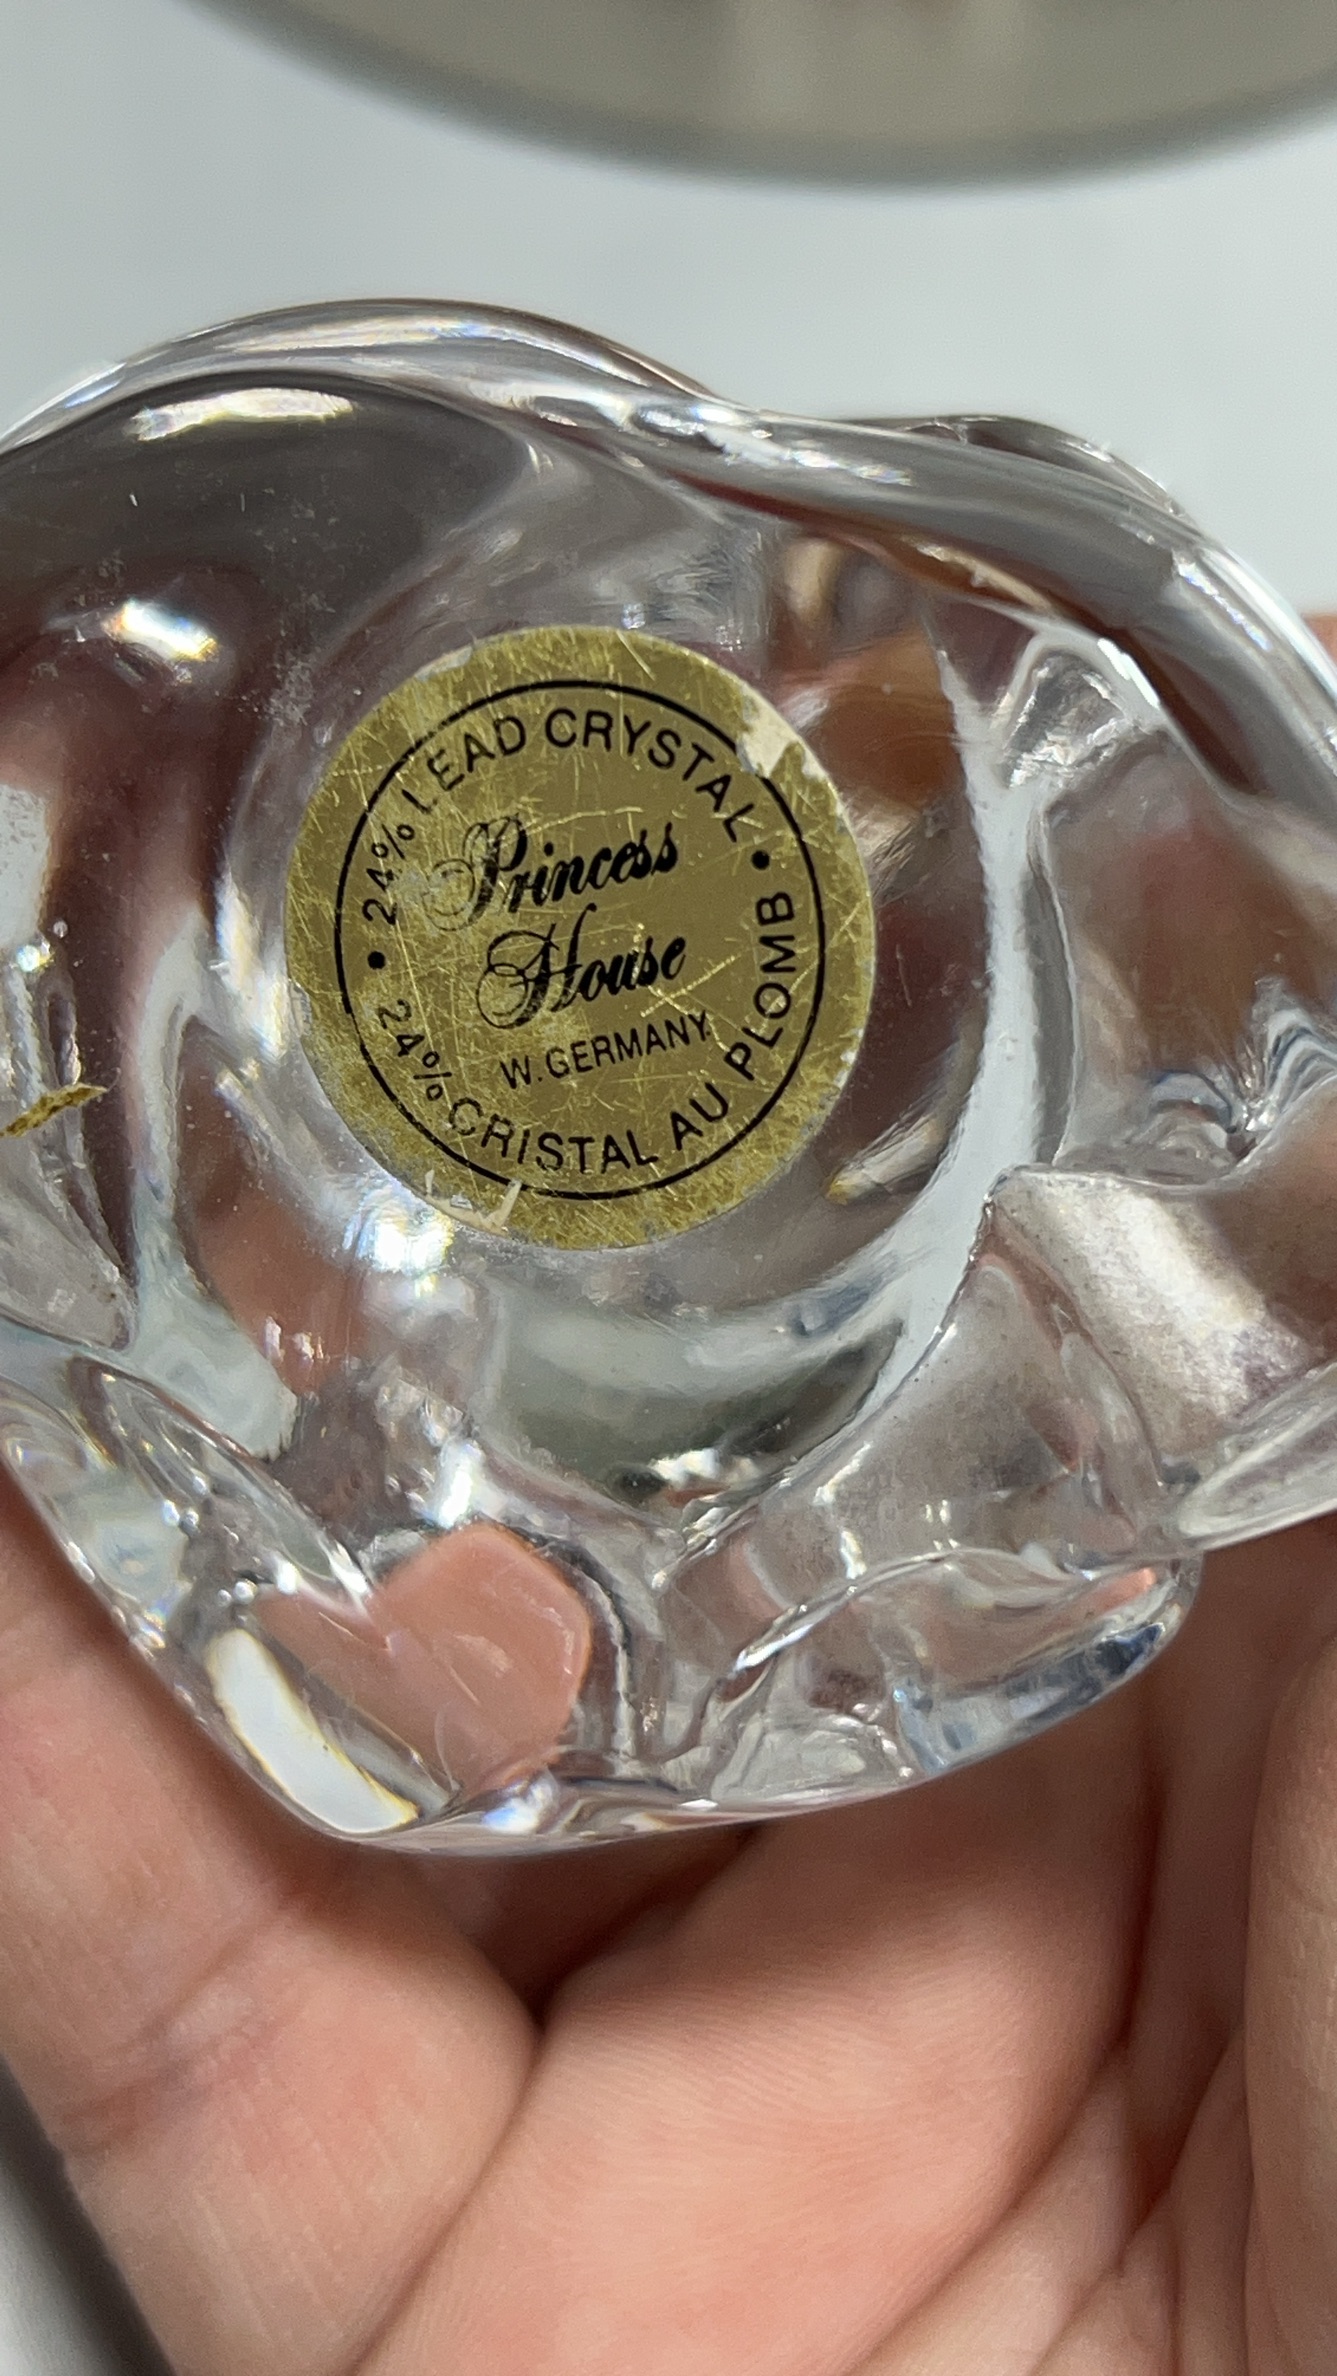 24% LEAD CRYSTAL
Princess
House
W. GERMANY
24% CRISTAL AU PLOMB